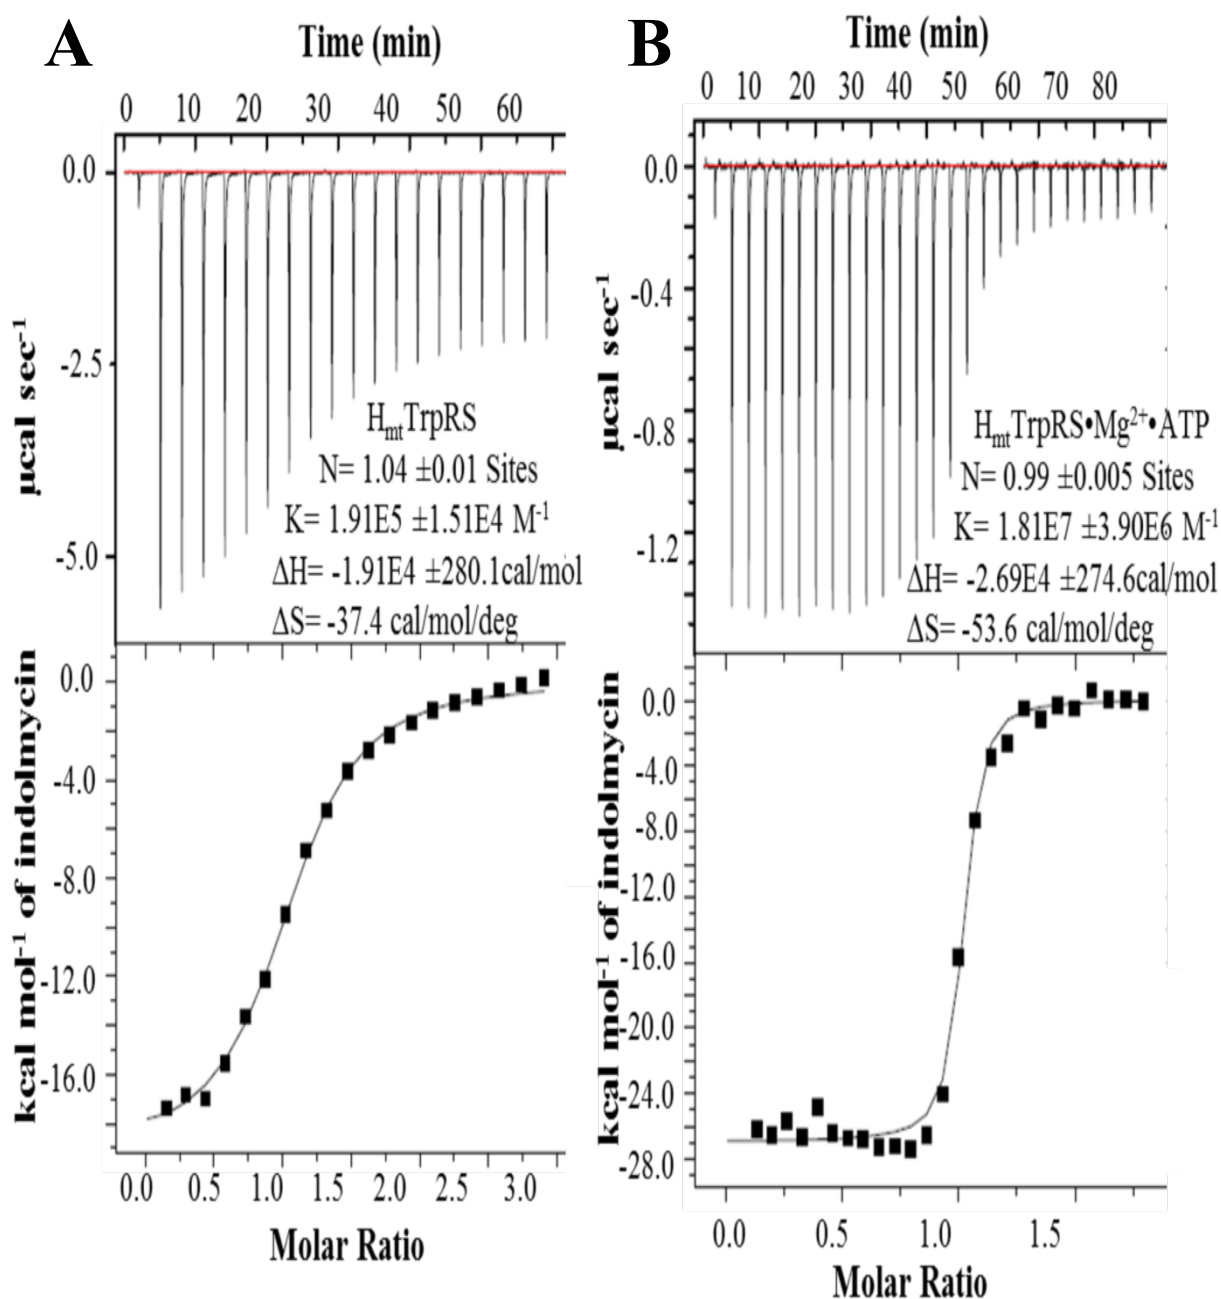 A
Time (min)
0 10 20 30 40 50 60
0.0
-2.5
-5.0
μcal sec⁻¹
HmtTrpRS
N= 1.04 ±0.01 Sites
K= 1.91E5 ±1.51E4 M⁻¹
ΔH= -1.91E4 ±280.1cal/mol
ΔS= -37.4 cal/mol/deg
0.0
-4.0
-8.0
-12.0
-16.0
kcal mol⁻¹ of indolmycin
0.0 0.5 1.0 1.5 2.0 2.5 3.0
Molar Ratio
B
Time (min)
0 10 20 30 40 50 60 70 80
0.0
-0.4
-0.8
-1.2
μcal sec⁻¹
HmtTrpRS•Mg²⁺•ATP
N= 0.99 ±0.005 Sites
K= 1.81E7 ±3.90E6 M⁻¹
ΔH= -2.69E4 ±274.6cal/mol
ΔS= -53.6 cal/mol/deg
0.0
-4.0
-8.0
-12.0
-16.0
-20.0
-24.0
-28.0
kcal mol⁻¹ of indolmycin
0.0 0.5 1.0 1.5
Molar Ratio